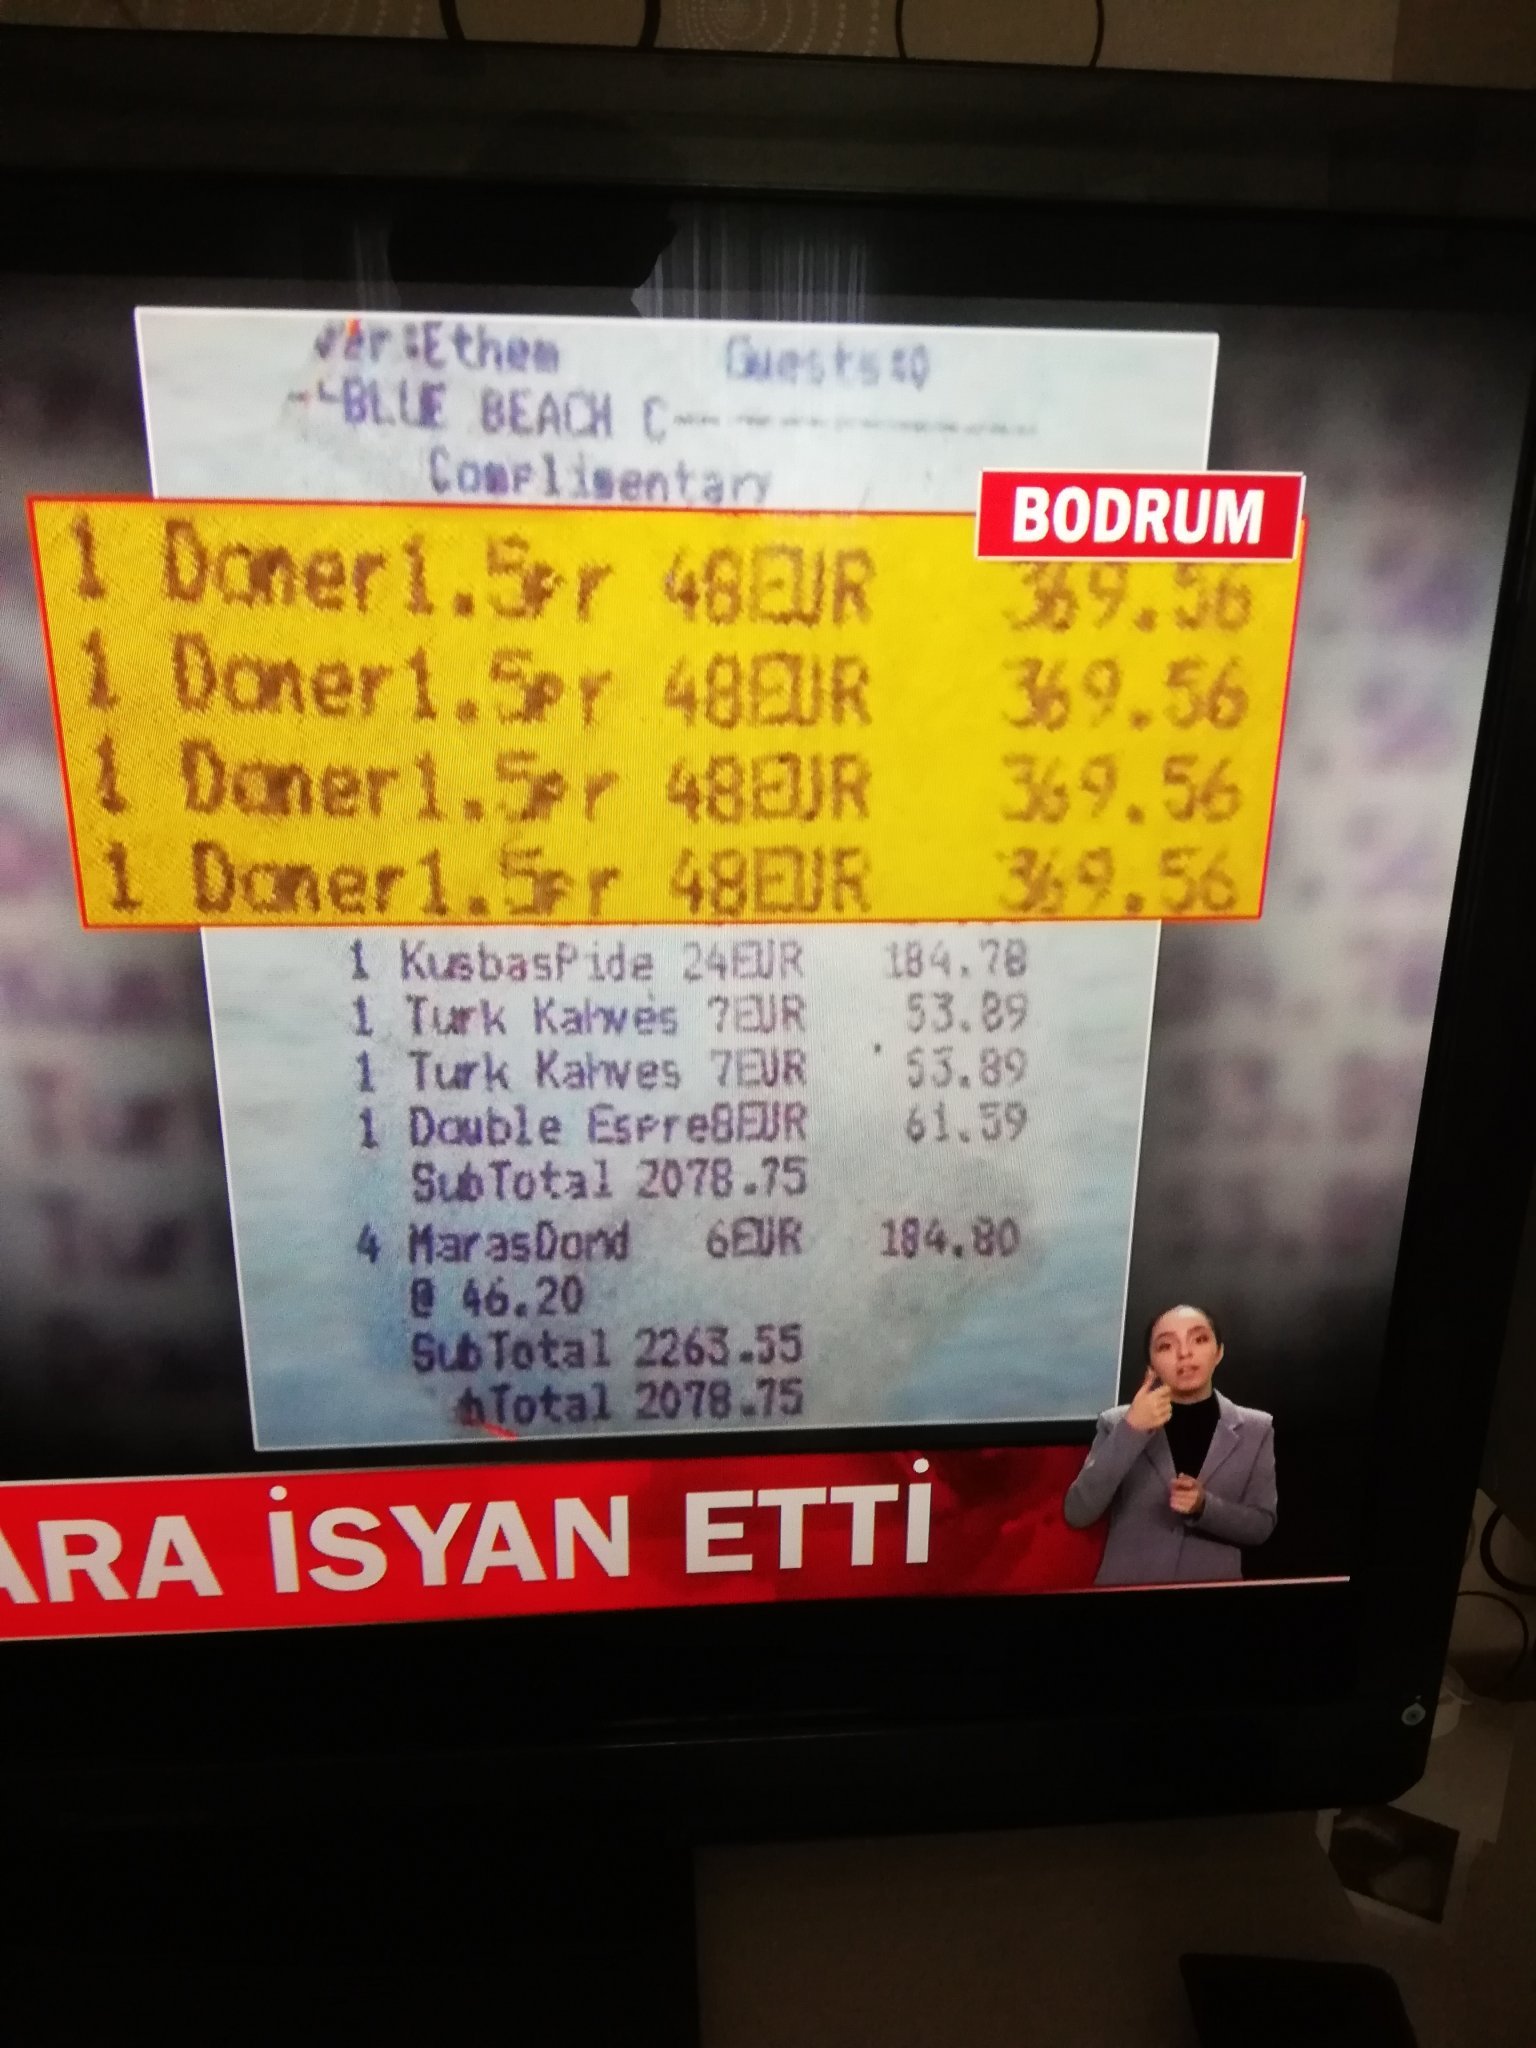 :Ethem Guests:0
BLUE BEACH C
Complimentary
BODRUM
1 Doner1.5pr 48EUR 369.56
1 Doner1.5pr 48EUR 369.56
1 Doner1.5pr 48EUR 369.56
1 Doner1.5pr 48EUR 369.56
1 KusbasPide 24EUR 184.78
1 Turk Kahves 7EUR 53.89
1 Turk Kahves 7EUR 53.89
1 Double Espre8EUR 61.59
SubTotal 2078.75
4 MarasDond 6EUR 184.80
@ 46.20
SubTotal 2263.55
bTotal 2078.75
ARA İSYAN ETTİ